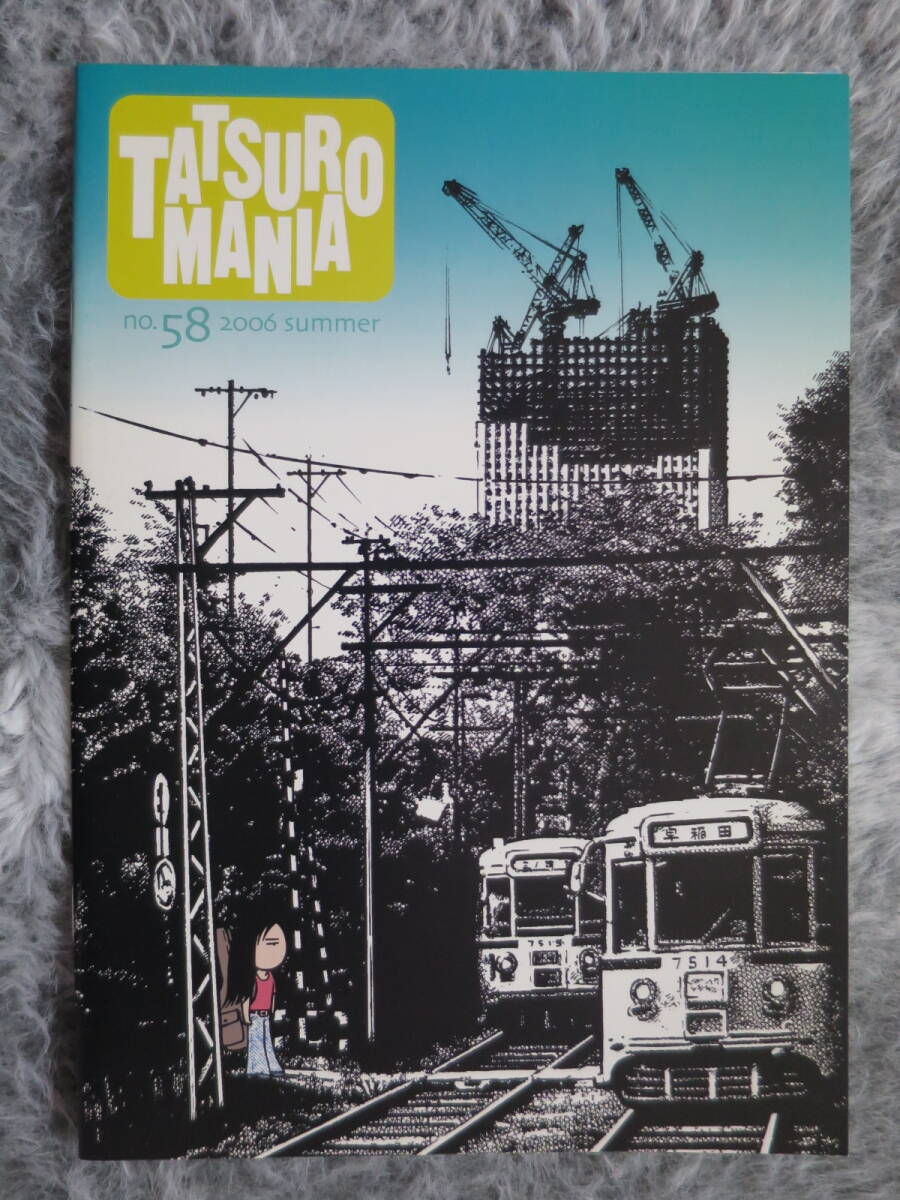 TATSURO
MANIA
no. 58 2006 summer
早稲田
7515
7514